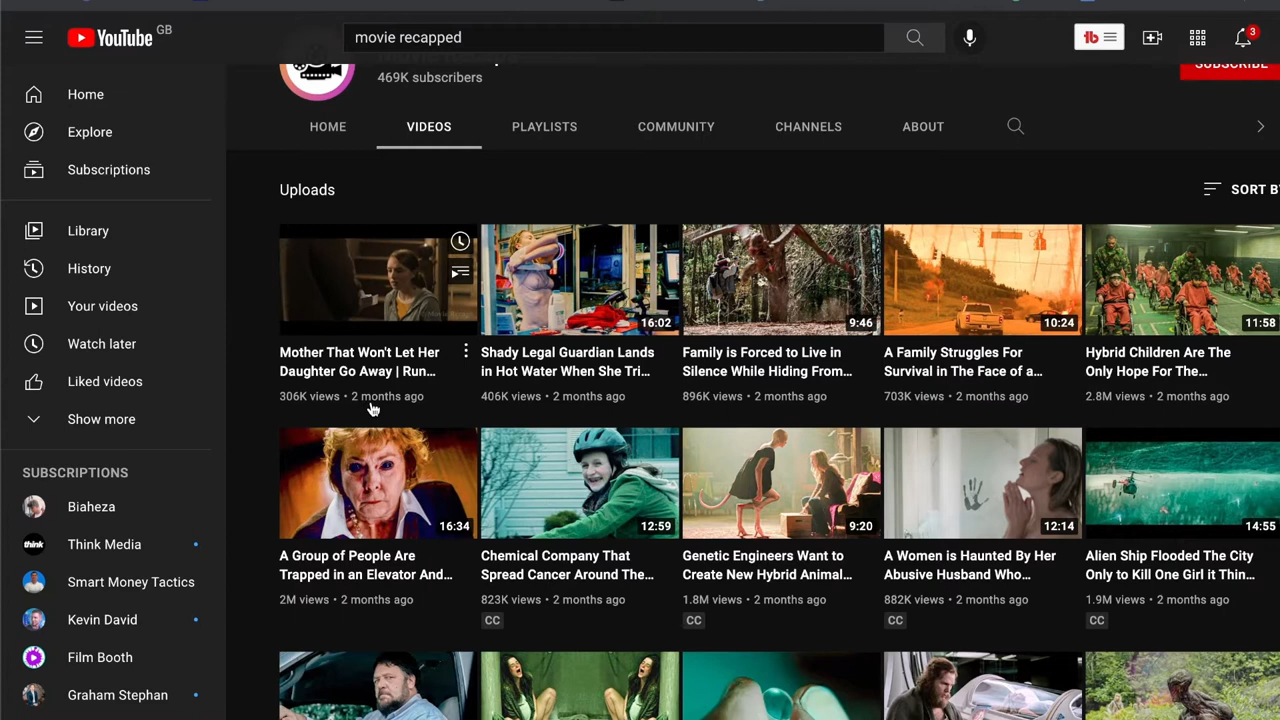 YouTube GB
movie recapped
3
469K subscribers
SUBSCRIBE
Home
Explore
Subscriptions
Library
History
Your videos
Watch later
Liked videos
Show more
SUBSCRIPTIONS
Biaheza
think Think Media
Smart Money Tactics
Kevin David
Film Booth
Graham Stephan
HOME VIDEOS PLAYLISTS COMMUNITY CHANNELS ABOUT
Uploads
SORT B
16:02 9:46 10:24 11:58
Mother That Won't Let Her
Daughter Go Away | Run...
306K views • 2 months ago
Shady Legal Guardian Lands
in Hot Water When She Tri...
406K views • 2 months ago
Family is Forced to Live in
Silence While Hiding From...
896K views • 2 months ago
A Family Struggles For
Survival in The Face of a...
703K views • 2 months ago
Hybrid Children Are The
Only Hope For The...
2.8M views • 2 months ago
16:34 12:59 9:20 12:14 14:55
A Group of People Are
Trapped in an Elevator And...
2M views • 2 months ago
Chemical Company That
Spread Cancer Around The...
823K views • 2 months ago
CC
Genetic Engineers Want to
Create New Hybrid Animal...
1.8M views • 2 months ago
CC
A Women is Haunted By Her
Abusive Husband Who...
882K views • 2 months ago
CC
Alien Ship Flooded The City
Only to Kill One Girl it Thin...
1.9M views • 2 months ago
CC